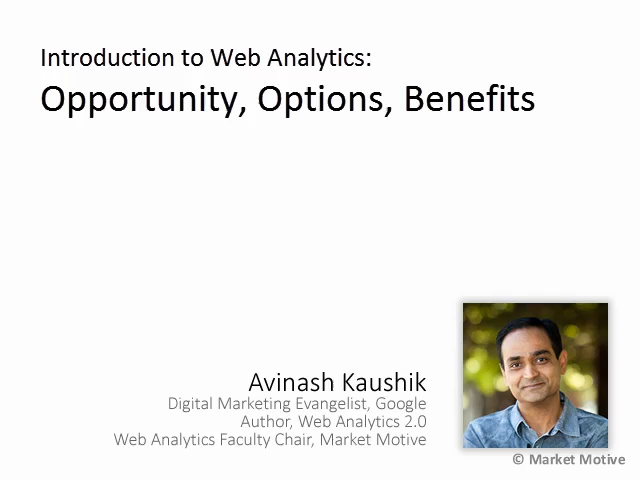 Introduction to Web Analytics:
Opportunity, Options, Benefits
Avinash Kaushik
Digital Marketing Evangelist, Google
Author, Web Analytics 2.0
Web Analytics Faculty Chair, Market Motive
© Market Motive